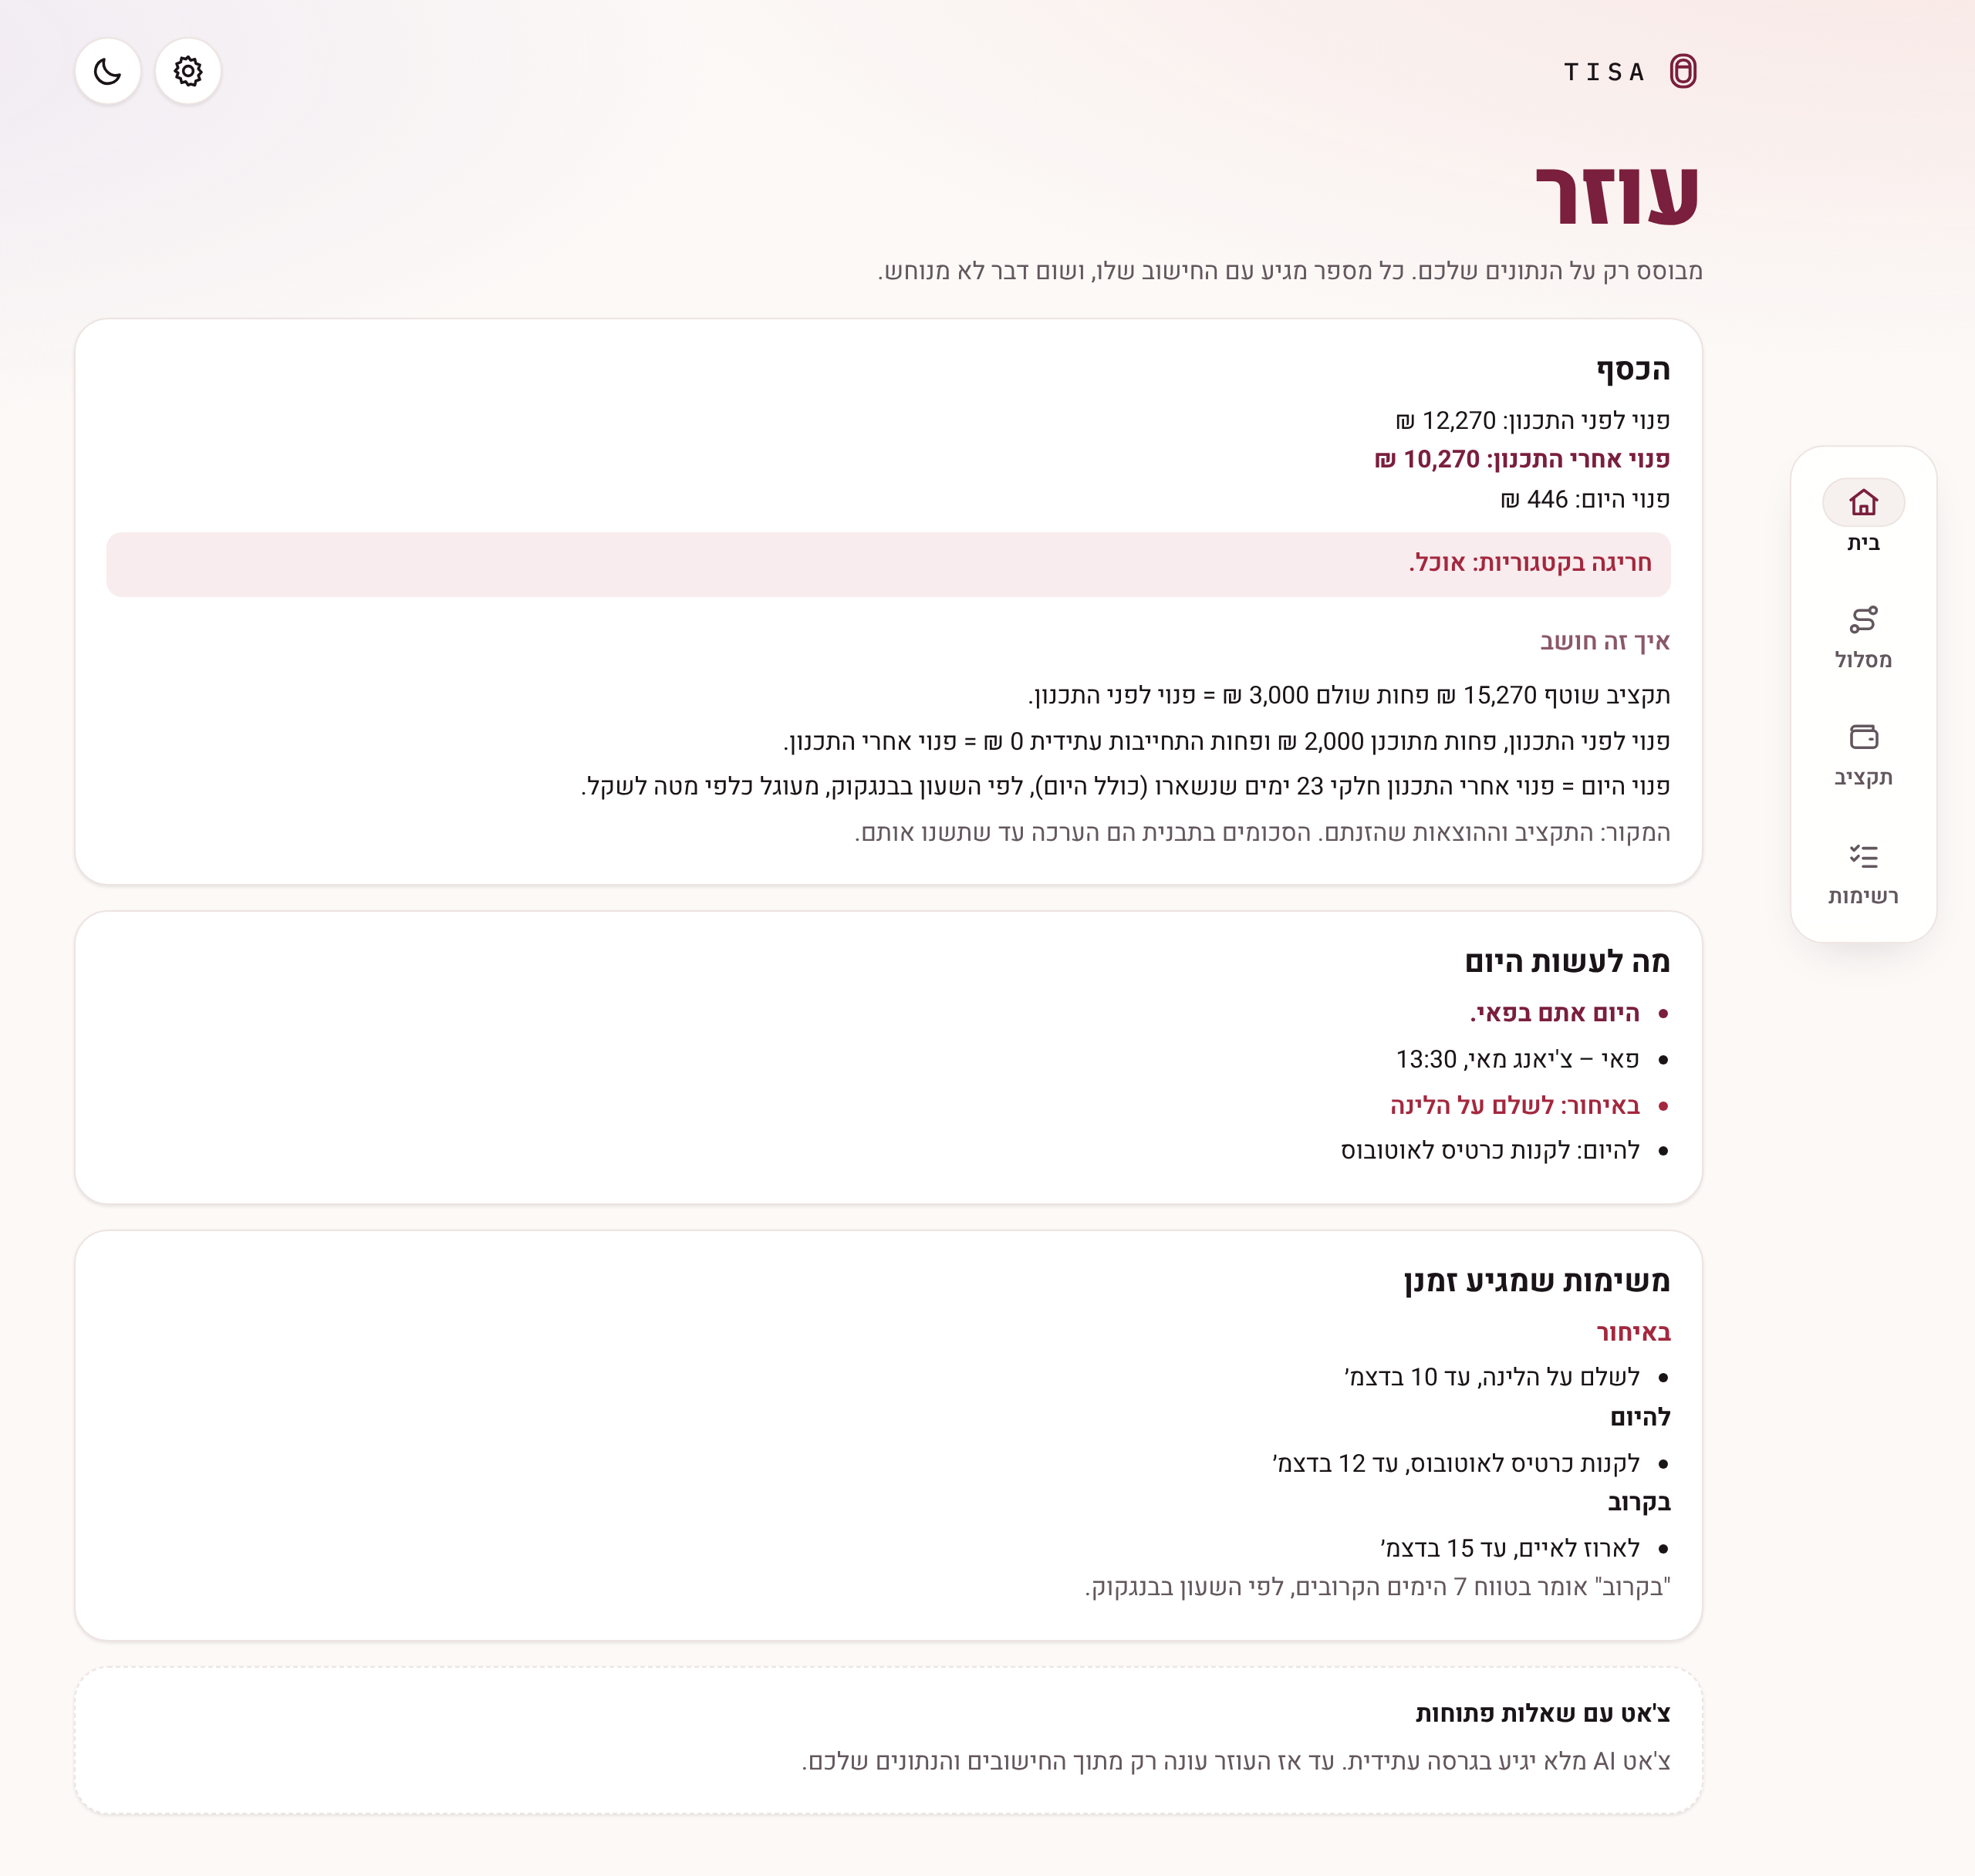 TISA
עוזר
מבוסס רק על הנתונים שלכם. כל מספר מגיע עם החישוב שלו, ושום דבר לא מנוחש.
הכסף
פנוי לפני התכנון: 12,270 ₪
פנוי אחרי התכנון: 10,270 ₪
פנוי היום: 446 ₪
חריגה בקטגוריות: אוכל.
איך זה חושב
תקציב שוטף 15,270 ₪ פחות שולם 3,000 ₪ = פנוי לפני התכנון.
פנוי לפני התכנון, פחות מתוכנן 2,000 ₪ ופחות התחייבות עתידית 0 ₪ = פנוי אחרי התכנון.
פנוי היום = פנוי אחרי התכנון חלקי 23 ימים שנשארו (כולל היום), לפי השעון בבנגקוק, מעוגל כלפי מטה לשקל.
המקור: התקציב וההוצאות שהזנתם. הסכומים בתבנית הם הערכה עד שתשנו אותם.
מה לעשות היום
• היום אתם בפאי.
• פאי – צ'יאנג מאי, 13:30
• באיחור: לשלם על הלינה
• להיום: לקנות כרטיס לאוטובוס
משימות שמגיע זמנן
באיחור
• לשלם על הלינה, עד 10 בדצמ׳
להיום
• לקנות כרטיס לאוטובוס, עד 12 בדצמ׳
בקרוב
• לארוז לאיים, עד 15 בדצמ׳
"בקרוב" אומר בטווח 7 הימים הקרובים, לפי השעון בבנגקוק.
צ'אט עם שאלות פתוחות
צ'אט AI מלא יגיע בגרסה עתידית. עד אז העוזר עונה רק מתוך החישובים והנתונים שלכם.
בית
מסלול
תקציב
רשימות